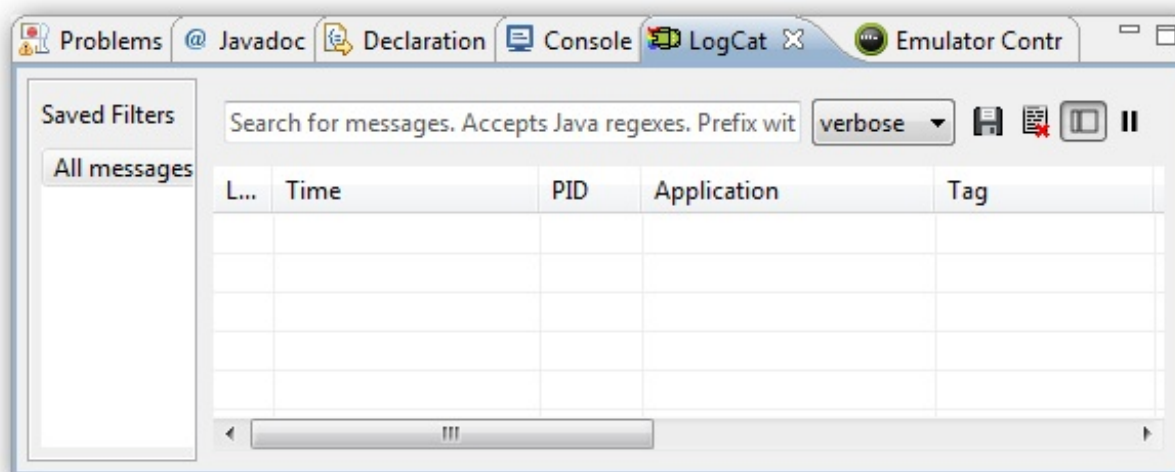 Problems @ Javadoc Declaration Console LogCat Emulator Contr
Saved Filters
Search for messages. Accepts Java regexes. Prefix wit verbose
All messages
L... Time PID Application Tag